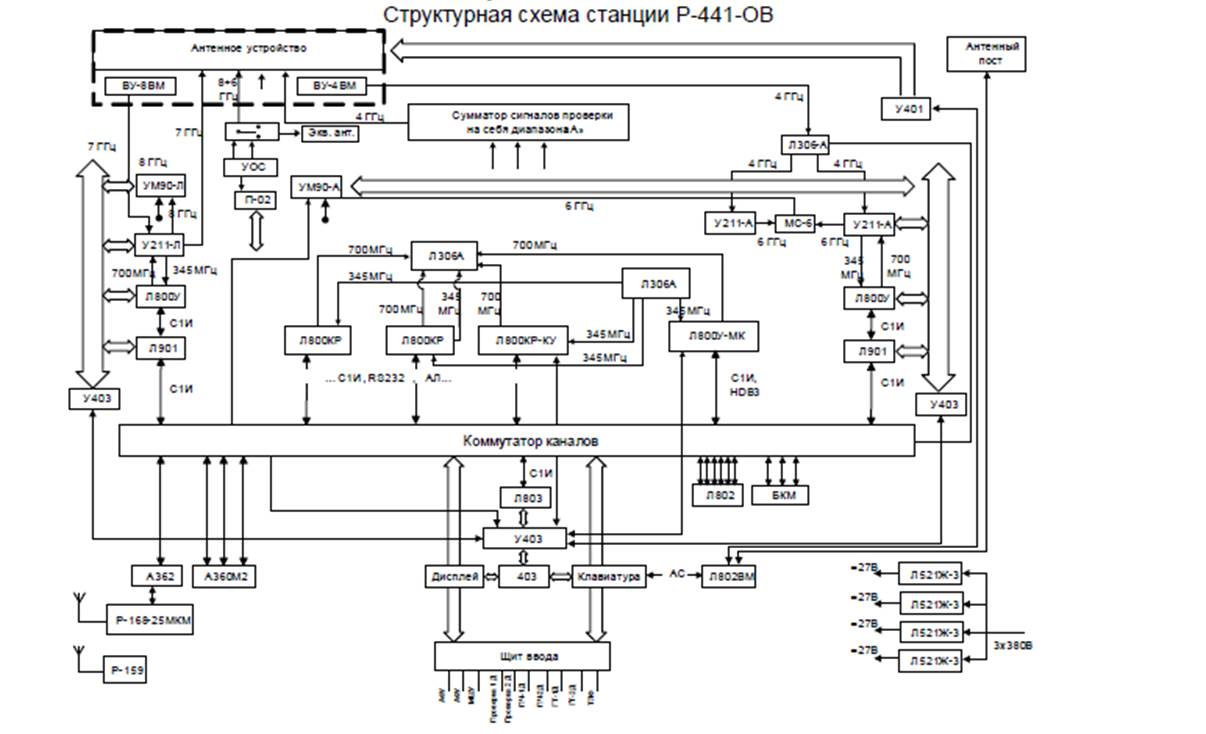 Структурная схема станции Р-441-ОВ
Антенное устройство
Антенный
пост
ВУ-8ВМ
8+6
ГГц
ВУ-4ВМ
4 ГГц
У401
4 ГГц
Сумматор сигналов проверки
на себя диапазонаА»
7 ГГц
Экв. ант.
Л306-А
7 ГГц
8 ГГц
УОС
4 ГГц
4 ГГц
УМ90-Л
П-02
УМ90-А
8 ГГц
6 ГГц
У211-А
МС-6
У211-А
6 ГГц
6 ГГц
У211-Л
700МГц
Л306А
700МГц
345
МГц
700
МГц
700МГц
345МГц
345МГц
Л306А
Л800У
700МГц
345
МГц
700
МГц
345МГц
Л800У
С1И
Л800КР
Л800КР
Л800КР-КУ
345МГц
Л800У-МК
С1И
Л901
345МГц
Л901
С1И
...С1И, RS232 , АЛ...
С1И,
HDB3
С1И
У403
У403
Коммутатор каналов
С1И
Л803
Л802
БКМ
У403
А362
А360М2
Дисплей
403
Клавиатура
АС
Л802ВМ
=27В
Л521Ж-3
=27В
Л521Ж-3
Р-168-25МКМ
=27В
Л521Ж-3
3х380В
=27В
Л521Ж-3
Щит ввода
Р-159
Проверка 1Д
Проверка 2Д